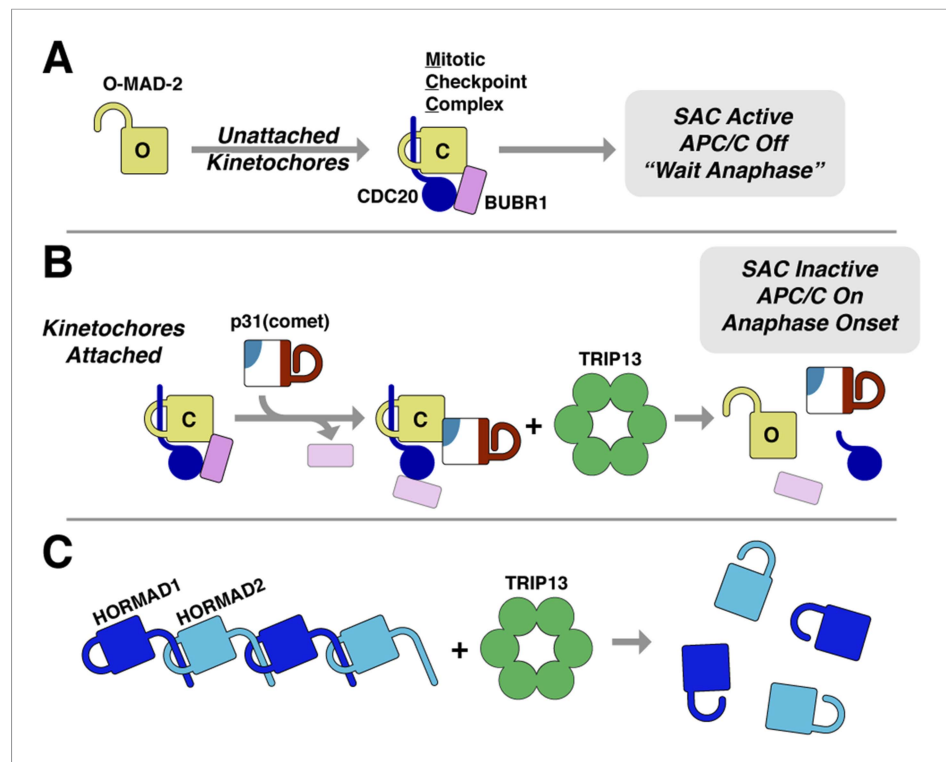 A
O-MAD-2
O
Unattached
Kinetochores
Mitotic
Checkpoint
Complex
C
CDC20
BUBR1
SAC Active
APC/C Off
“Wait Anaphase”
B
Kinetochores
Attached
p31(comet)
C
C
+
TRIP13
SAC Inactive
APC/C On
Anaphase Onset
O
C
HORMAD1
HORMAD2
+
TRIP13